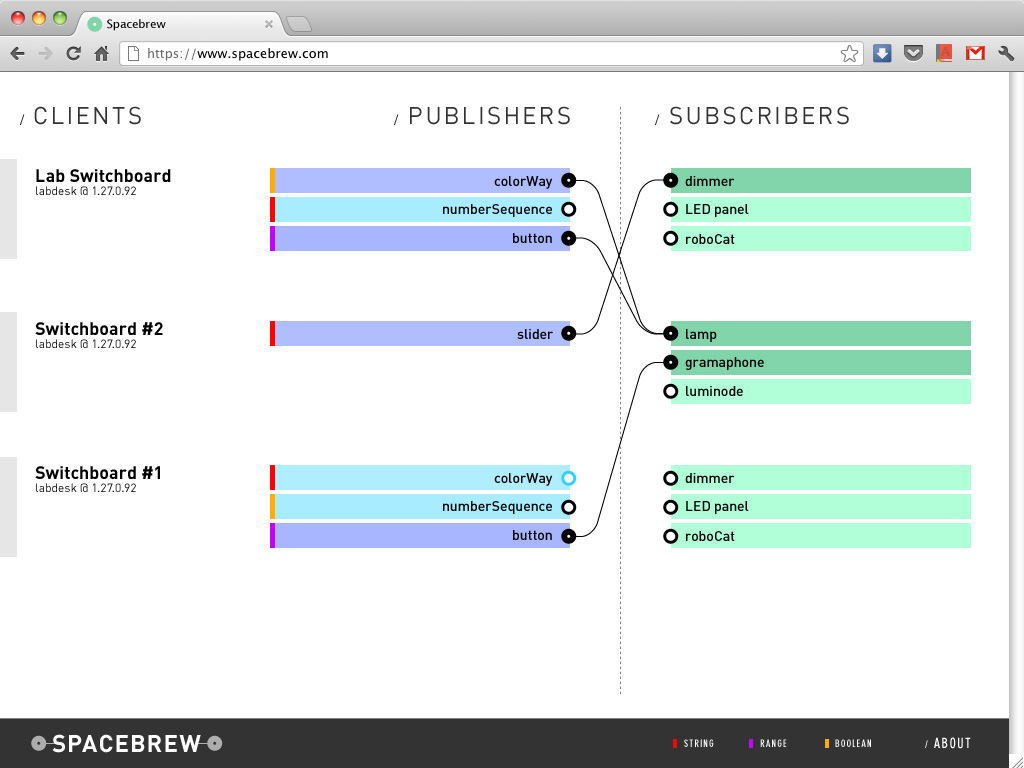 Spacebrew
https://www.spacebrew.com
/ CLIENTS
/ PUBLISHERS
/ SUBSCRIBERS
Lab Switchboard
labdesk @ 1.27.0.92
colorWay
numberSequence
button
dimmer
LED panel
roboCat
Switchboard #2
labdesk @ 1.27.0.92
slider
lamp
gramaphone
luminode
Switchboard #1
labdesk @ 1.27.0.92
colorWay
numberSequence
button
dimmer
LED panel
roboCat
SPACEBREW
STRING
RANGE
BOOLEAN
/ ABOUT